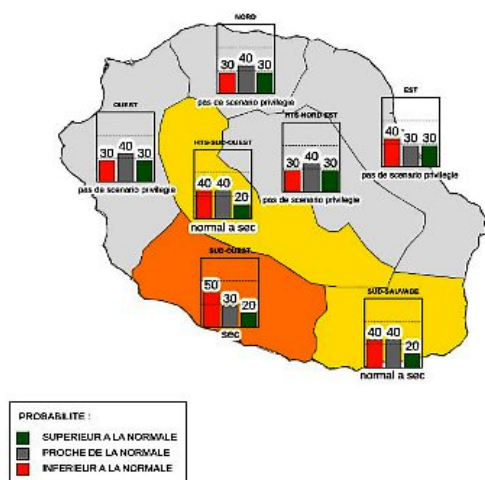 NORD
30 40 30
pas de scenario privilegie
OUEST
30 40 30
pas de scenario privilegie
EST
40 30 30
pas de scenario privilegie
HTS-NORD-EST
30 40 30
pas de scenario privilegie
HTS-SUD-OUEST
40 40 20
normal a sec
SUD-OUEST
50 30 20
sec
SUD-SAUVAGE
40 40 20
normal a sec
PROBABILITE :
SUPERIEUR A LA NORMALE
PROCHE DE LA NORMALE
INFERIEUR A LA NORMALE